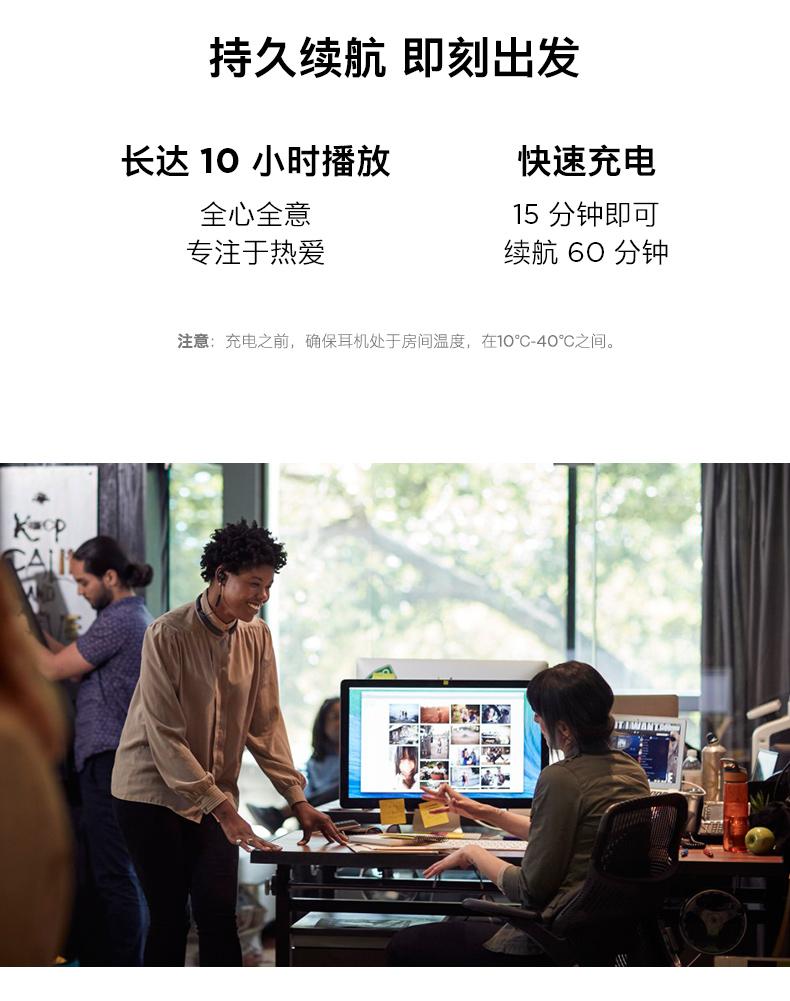 持久续航 即刻出发
长达 10 小时播放
全心全意
专注于热爱
快速充电
15 分钟即可
续航 60 分钟
注意：充电之前，确保耳机处于房间温度，在10℃-40℃之间。
KEEP
CALM
AND
I WANT